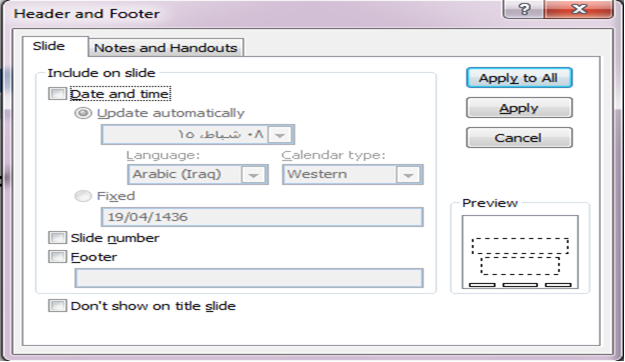 Header and Footer
Slide
Notes and Handouts
Include on slide
Date and time
Update automatically
٠٨ شباط، ١٥
Language:
Calendar type:
Arabic (Iraq)
Western
Fixed
19/04/1436
Slide number
Footer
Don't show on title slide
Apply to All
Apply
Cancel
Preview